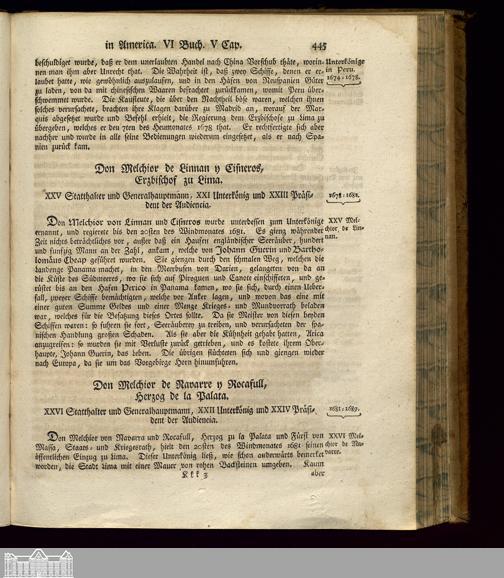 in America. VI Buch. V Cap. 445
beschuldiget wurde, daß er dem unerlaubten Handel nach China Vorschub thäte, worin-
nen man ihm aber Unrecht that. Die Wahrheit ist, daß zwey Schiffe, denen er er-
laubet hatte, wie gewöhnlich auszulaufen, und in den Häfen von Neuspanien Güter
zu laden, von da mit chinesischen Waaren befrachtet zurückkamen, womit Peru über-
schwemmet wurde. Die Kaufleute, die über den Nachtheil böse waren, welchen ihnen
solches verursachete, brachten ihre Klagen darüber zu Madrid an, worauf der Mar-
quis abgesetzt wurde und Befehl erhielt, die Regierung dem Erzbischofe zu Lima zu
übergeben, welches er den 7ten des Heumonates 1678 that. Er rechtfertigte sich aber
nachher und wurde in alle seine Bedienungen wiederum eingesetzt, als er nach Spa-
nien zurück kam.
Unterkönige
in Peru.
1674-1678.
Don Melchior de Linnan y Cisneros,
Erzbischof zu Lima.
XXV Statthalter und Generalhauptmann, XXI Unterkönig und XXIII Präsi-
dent der Audiencia.
1678-1681.
Don Melchior von Linnan und Cisneros wurde unterdessen zum Unterkönige
ernannt, und regierete bis den 20sten des Windmonates 1681. Es gieng während der
Zeit nichts beträchtliches vor, außer daß ein Haufen engländischer Seeräuber, hundert
und funfzig Mann an der Zahl, ankam, welche von Johann Guerin und Bartho-
lomäus Cheap geführet wurden. Sie giengen durch den schmalen Weg, welchen die
Landenge Panama machet, in den Meerbusen von Darien, gelangeten von da an
die Küste des Südmeeres, wo sie sich auf Piroguen und Canote einschiffeten, und ge-
rüstet bis an den Hafen Perico in Panama kamen, wo sie sich, durch einen Ueber-
fall, zweyer Schiffe bemächtigten, welche vor Anker lagen, und wovon das eine mit
einer guten Summe Geldes und einer Menge Krieges- und Mundvorrath beladen
war, welches für die Besatzung dieses Ortes sollte. Da sie Meister von diesen beyden
Schiffen waren: so fuhren sie fort, Seeräuberey zu treiben, und verursacheten der spa-
nischen Handlung großen Schaden. Als sie aber die Kühnheit gehabt hatten, Arica
anzugreifen: so wurden sie mit Verluste zurück getrieben, und es kostete ihrem Ober-
haupte, Johann Guerin, das Leben. Die übrigen flüchteten sich und giengen wieder
nach Europa, da sie um das Vorgebirge Horn hinumfuhren.
XXV Mel-
chior de Lin-
nan.
Don Melchior de Navarre y Rocafull,
Herzog de la Palata.
XXVI Statthalter und Generalhauptmann, XXII Unterkönig und XXIV Präsi-
dent der Audiencia.
1681-1689.
Don Melchior von Navarra und Rocafull, Herzog zu la Palata und Fürst von
Massa, Staats- und Kriegesrath, hielt den 20sten des Windmonates 1681 seinen
öffentlichen Einzug zu Lima. Dieser Unterkönig ließ, wie schon anderwärts bemerket
worden, die Stadt Lima mit einer Mauer von rohen Backsteinen umgeben. Kaum
XXVI Mel-
chior de Na-
varre.
Kkk 3
aber